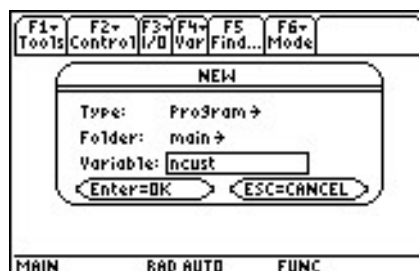 F1▾ F2▾ F3▾ F4▾ F5 F6▾
Tools Control I/O Var Find... Mode
NEW
Type: Program→
Folder: main→
Variable: ncust
Enter=OK ESC=CANCEL
MAIN RAD AUTO FUNC